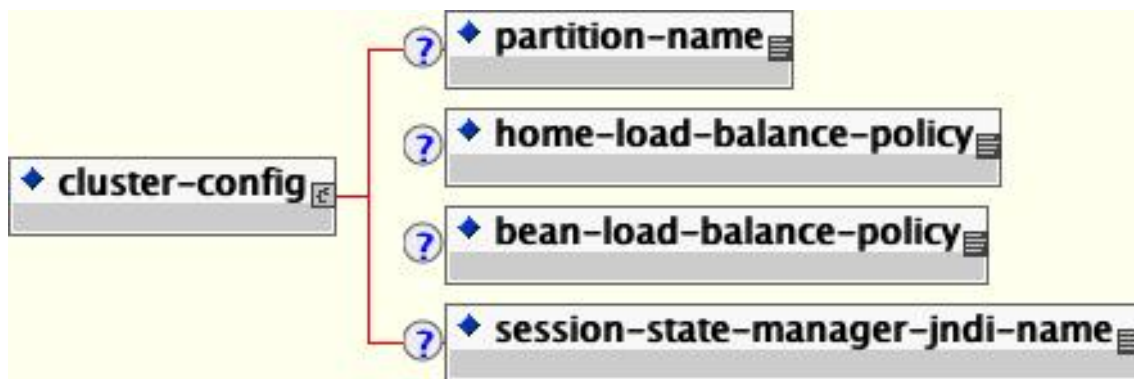 ? partition-name
? home-load-balance-policy
cluster-config
? bean-load-balance-policy
? session-state-manager-jndi-name